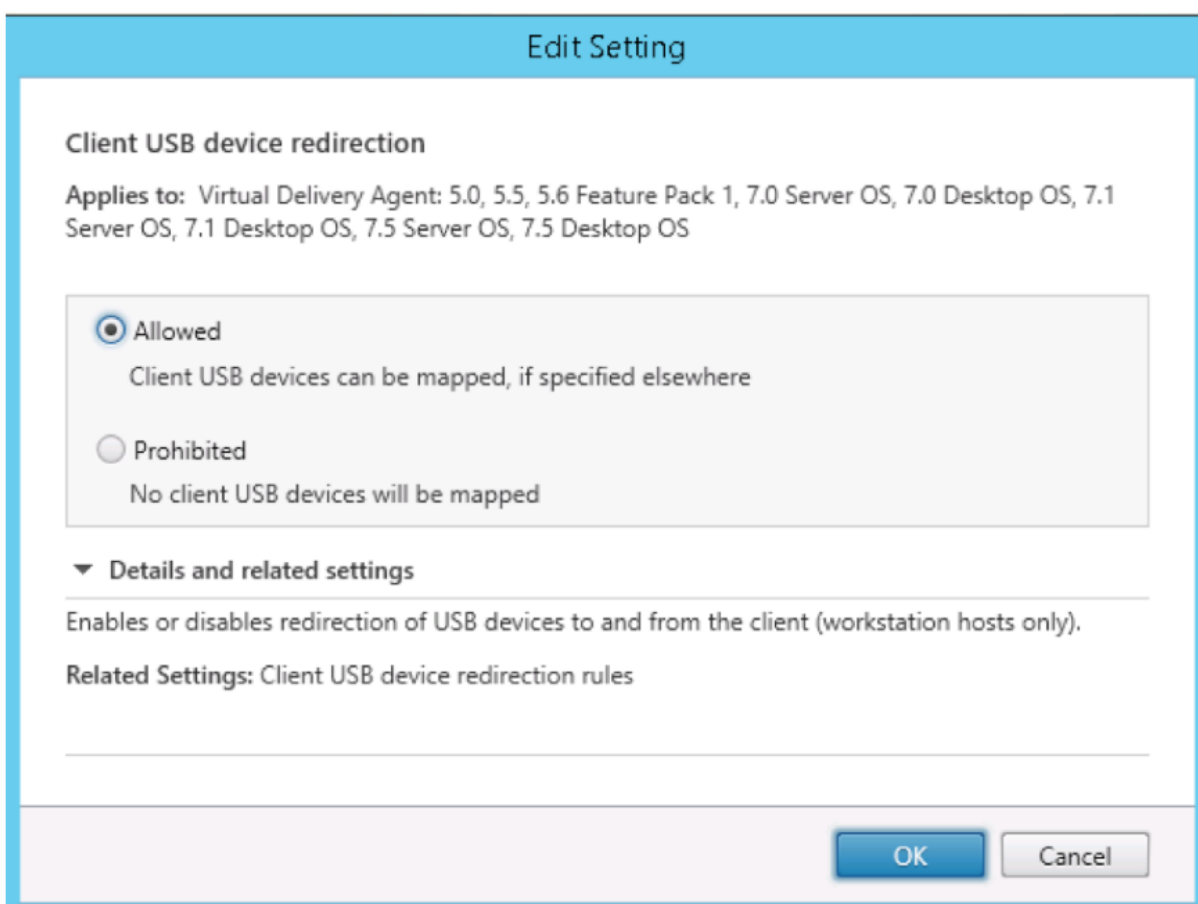 Edit Setting
Client USB device redirection
Applies to: Virtual Delivery Agent: 5.0, 5.5, 5.6 Feature Pack 1, 7.0 Server OS, 7.0 Desktop OS, 7.1
Server OS, 7.1 Desktop OS, 7.5 Server OS, 7.5 Desktop OS
Allowed
Client USB devices can be mapped, if specified elsewhere
Prohibited
No client USB devices will be mapped
Details and related settings
Enables or disables redirection of USB devices to and from the client (workstation hosts only).
Related Settings: Client USB device redirection rules
OK Cancel